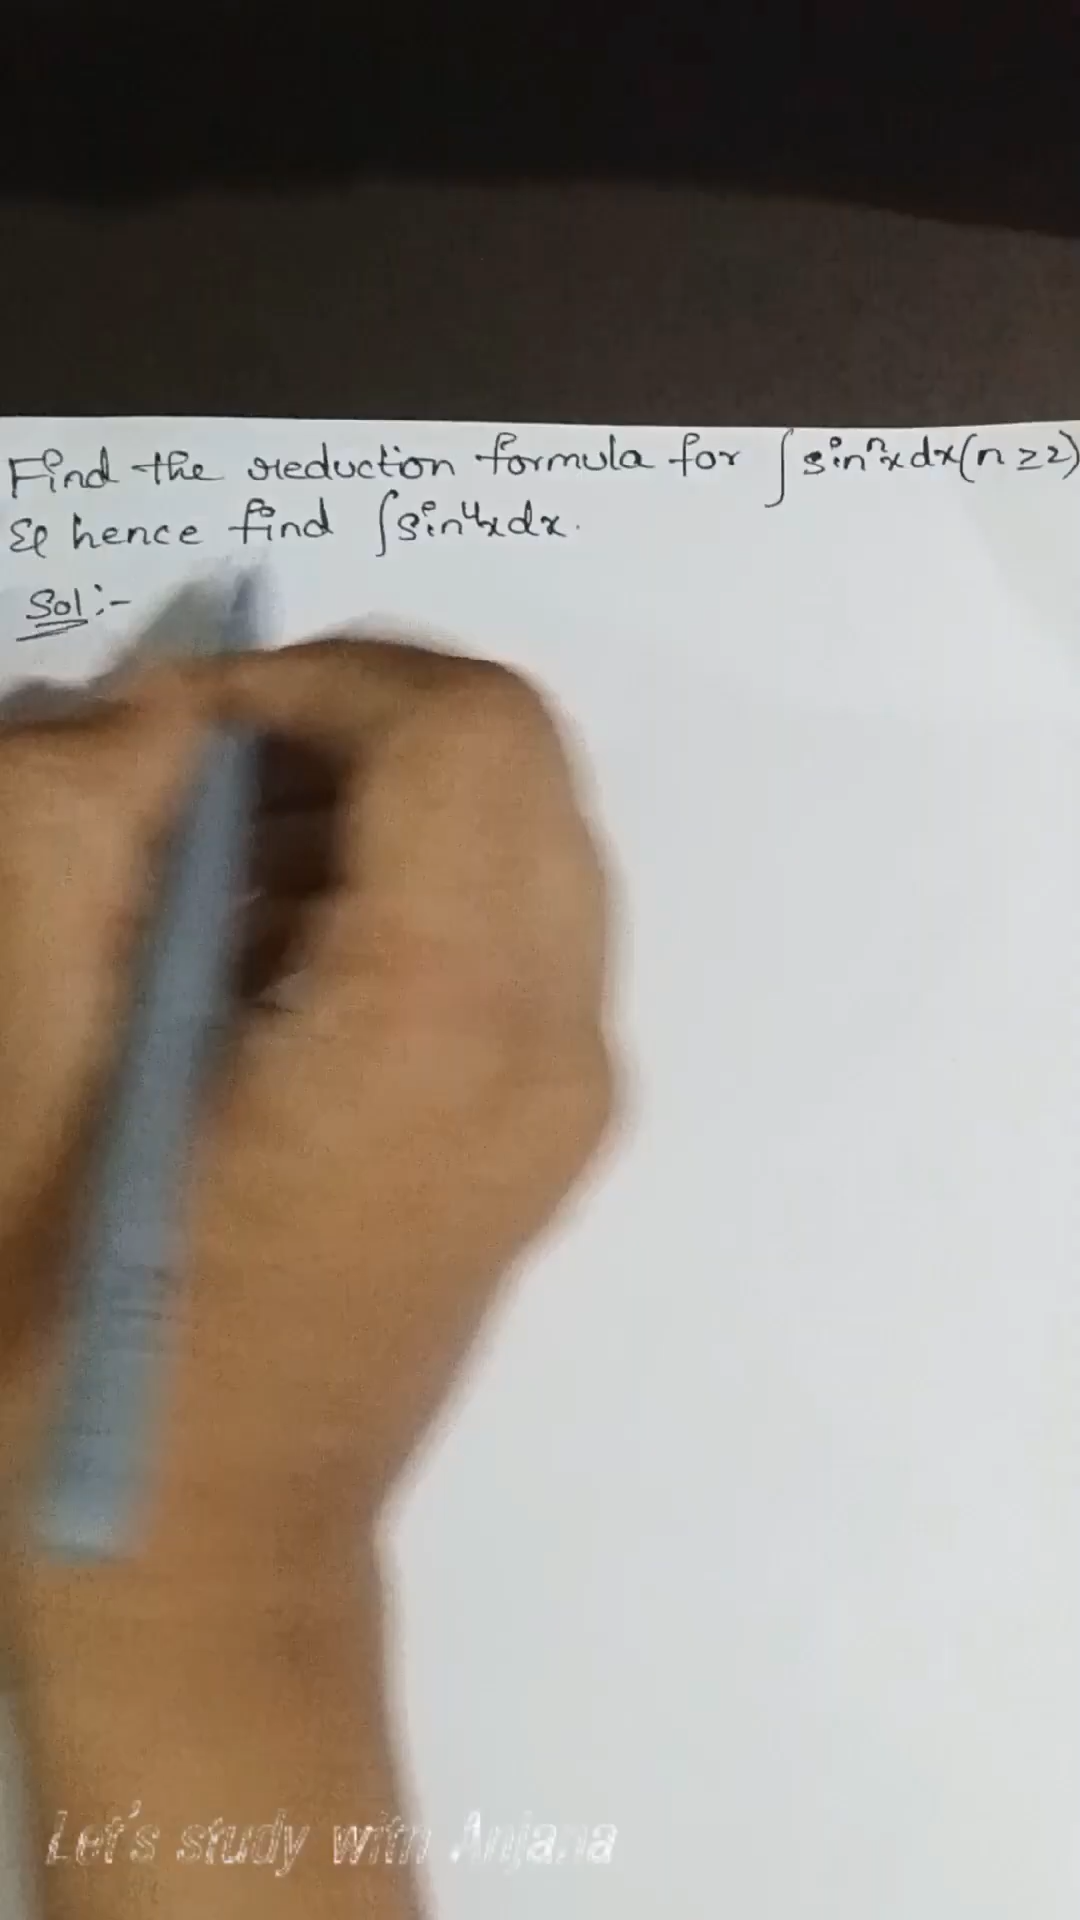 Find the reduction formula for ∫sinⁿx dx (n ≥ 2)
& hence find ∫sin⁴x dx.
Sol:-
Let's study with Anjana